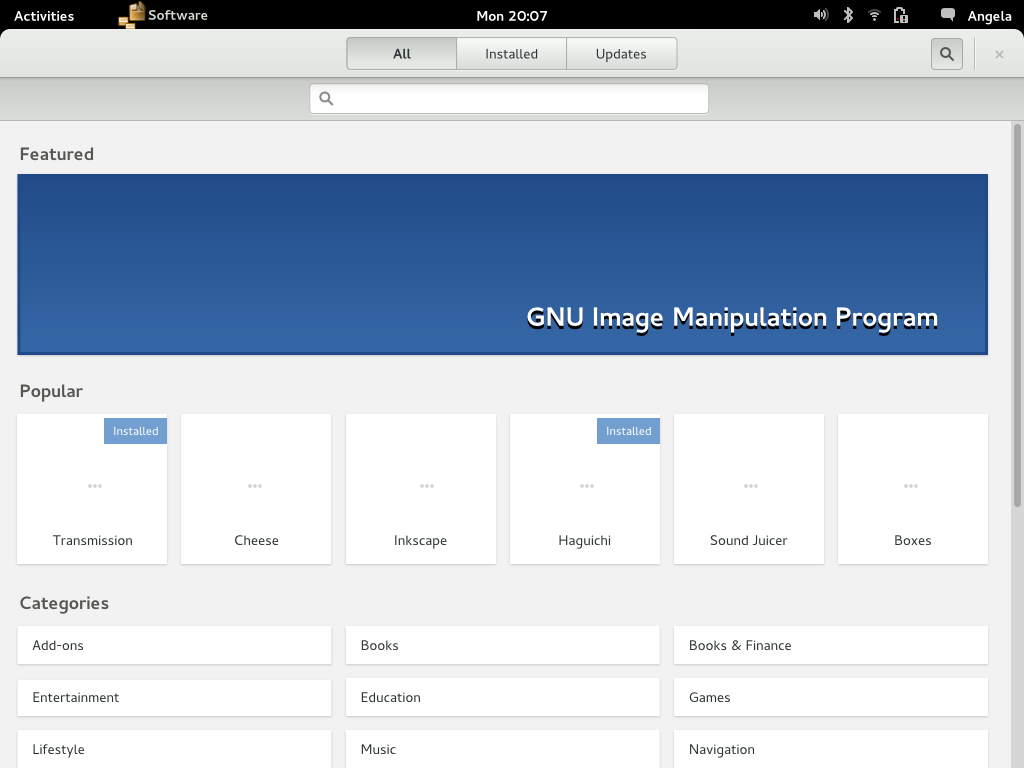 Activities Software Mon 20:07 Angela
All Installed Updates
Featured
GNU Image Manipulation Program
Popular
Installed Installed
Transmission Cheese Inkscape Haguichi Sound Juicer Boxes
Categories
Add-ons Books Books & Finance
Entertainment Education Games
Lifestyle Music Navigation